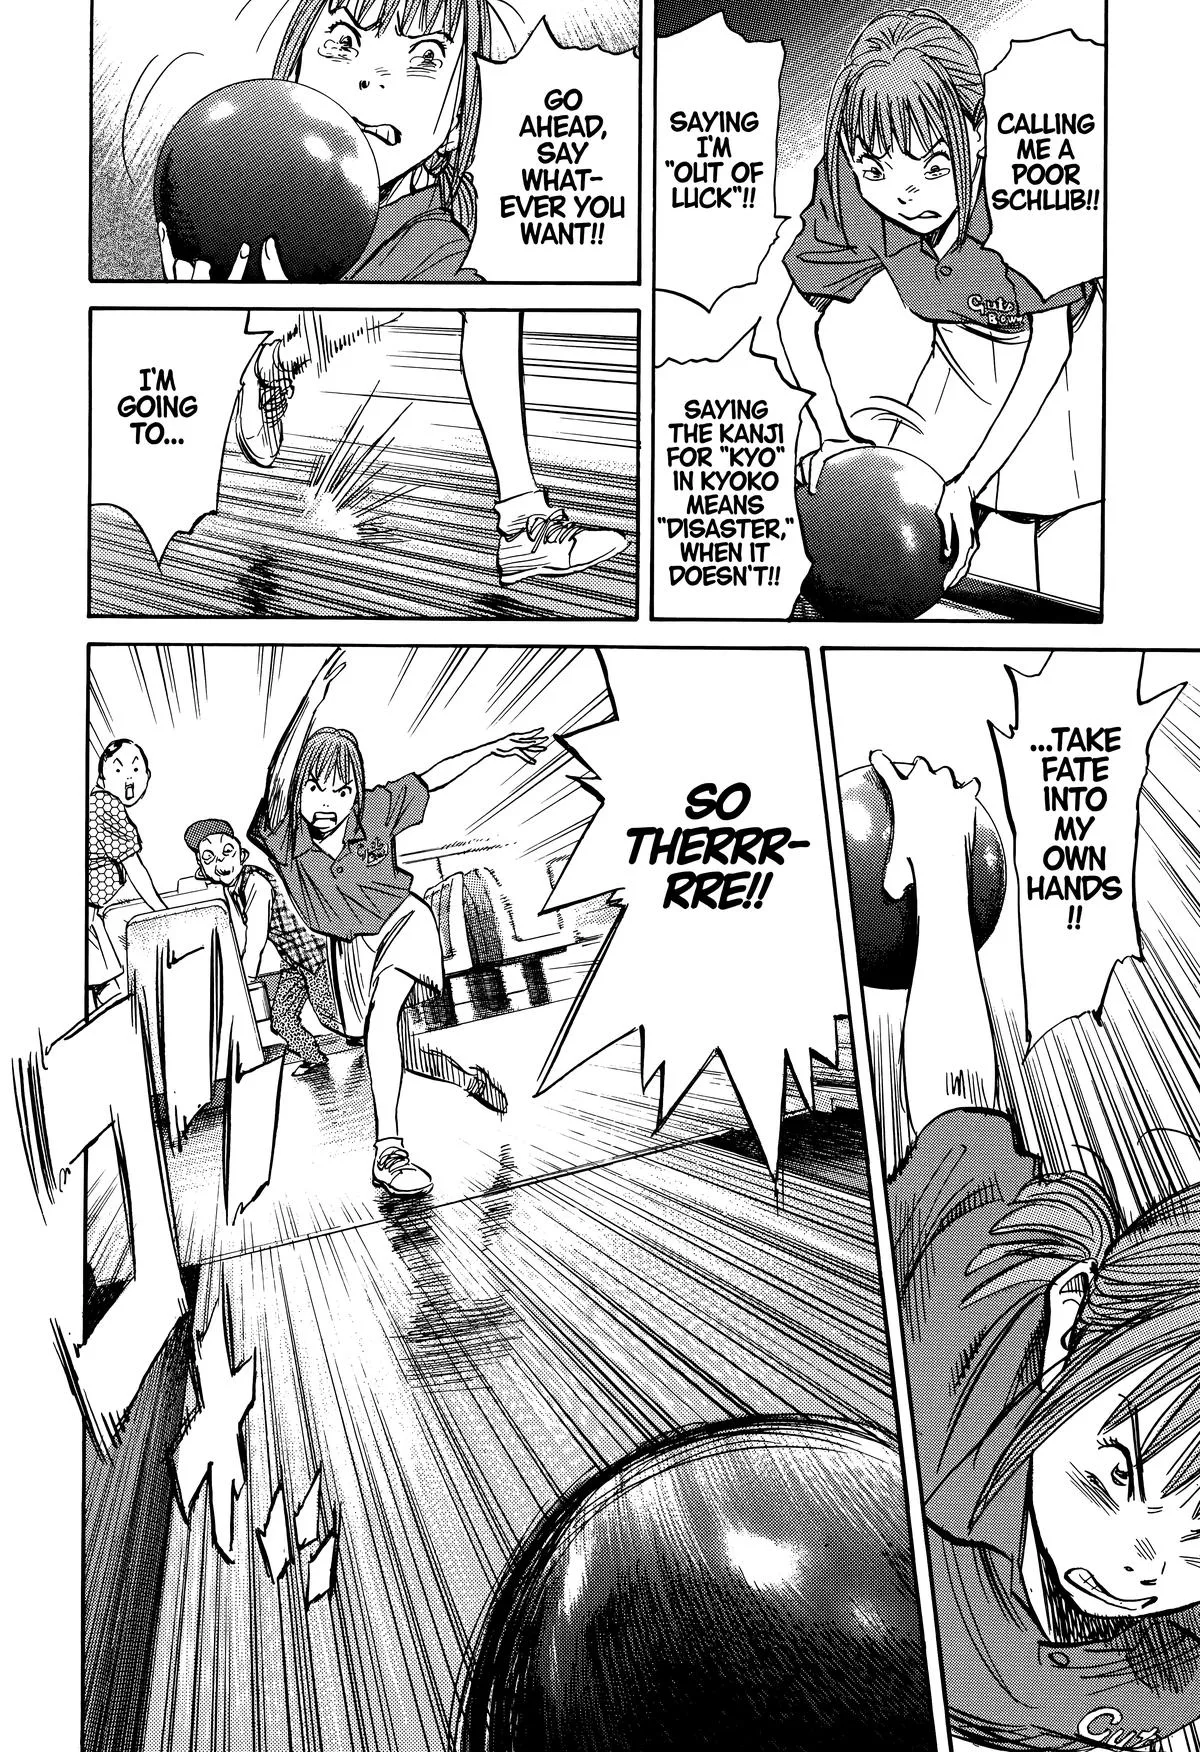 CALLING
ME A
POOR
SCHLUB!!
SAYING
I'M
"OUT OF
LUCK"!!
SAYING
THE KANJI
FOR "KYO"
IN KYOKO
MEANS
"DISASTER,"
WHEN IT
DOESN'T!!
GO
AHEAD,
SAY
WHAT-
EVER YOU
WANT!!
I'M
GOING
TO...
...TAKE
FATE
INTO
MY
OWN
HANDS
!!
SO
THERRR-
RRE!!